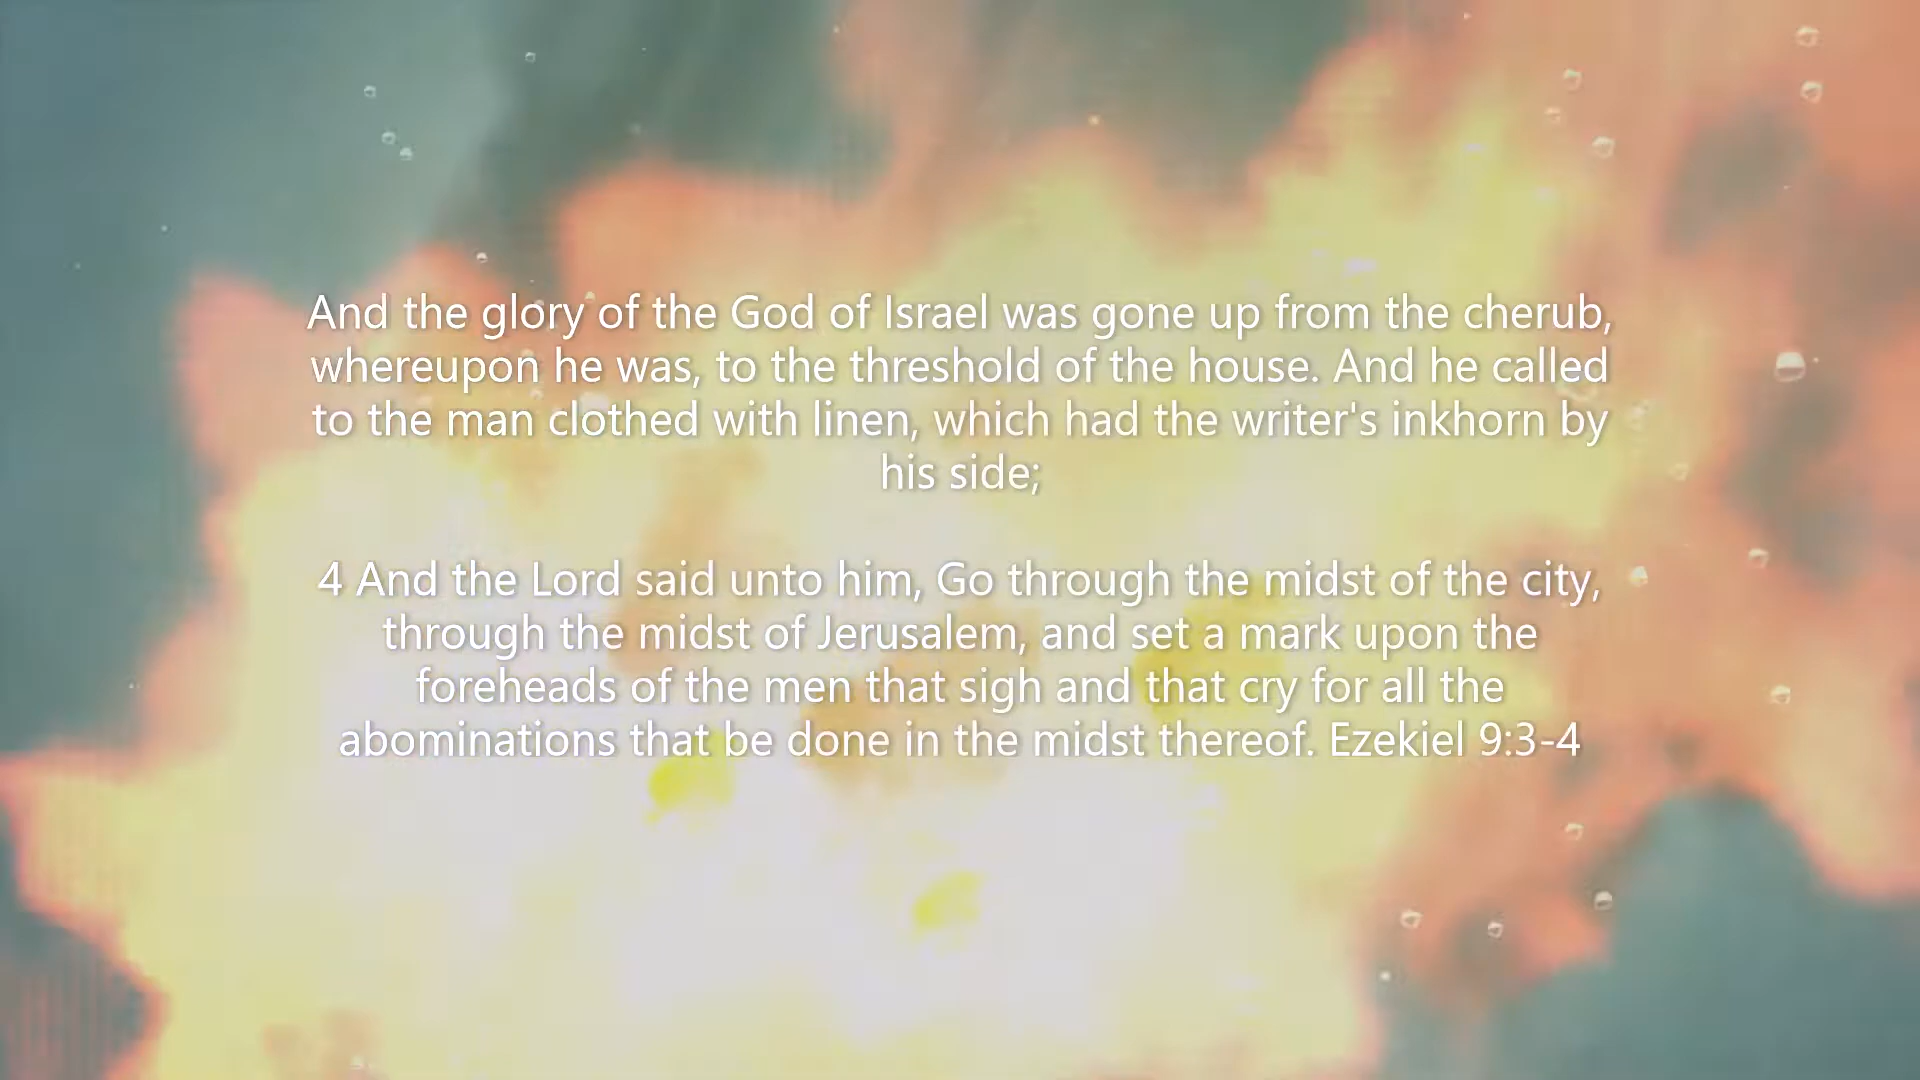 And the glory of the God of Israel was gone up from the cherub,
whereupon he was, to the threshold of the house. And he called
to the man clothed with linen, which had the writer's inkhorn by
his side;
4 And the Lord said unto him, Go through the midst of the city,
through the midst of Jerusalem, and set a mark upon the
foreheads of the men that sigh and that cry for all the
abominations that be done in the midst thereof. Ezekiel 9:3-4